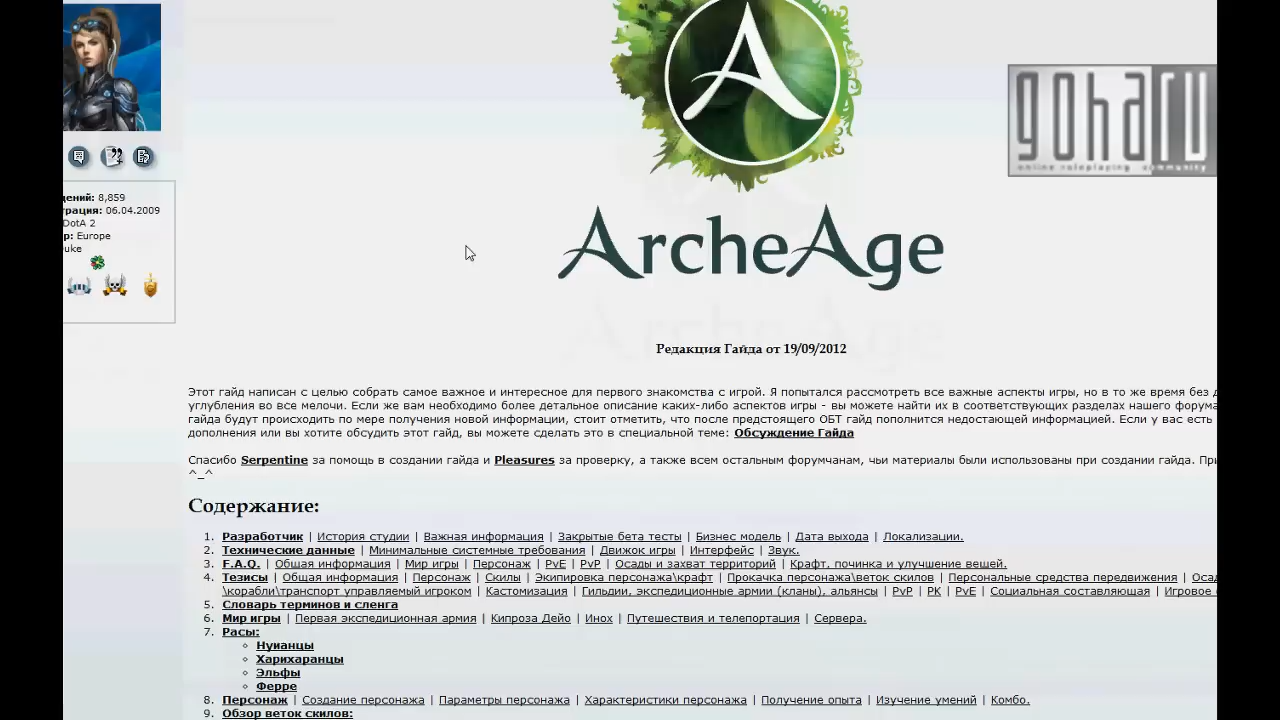 goha.ru
online roleplaying community
ArcheAge
дений: 8,859
трация: 06.04.2009
DotA 2
р: Europe
uke
Редакция Гайда от 19/09/2012
Этот гайд написан с целью собрать самое важное и интересное для первого знакомства с игрой. Я попытался рассмотреть все важные аспекты игры, но в то же время без д
углубления во все мелочи. Если же вам необходимо более детальное описание каких-либо аспектов игры - вы можете найти их в соответствующих разделах нашего форума
гайда будут происходить по мере получения новой информации, стоит отметить, что после предстоящего ОБТ гайд пополнится недостающей информацией. Если у вас есть
дополнения или вы хотите обсудить этот гайд, вы можете сделать это в специальной теме: Обсуждение Гайда
Спасибо Serpentine за помощь в создании гайда и Pleasures за проверку, а также всем остальным форумчанам, чьи материалы были использованы при создании гайда. При
^_^
Содержание:
1. Разработчик | История студии | Важная информация | Закрытые бета тесты | Бизнес модель | Дата выхода | Локализации.
2. Технические данные | Минимальные системные требования | Движок игры | Интерфейс | Звук.
3. F.A.Q. | Общая информация | Мир игры | Персонаж | PvE | PvP | Осады и захват территорий | Крафт, починка и улучшение вещей.
4. Тезисы | Общая информация | Персонаж | Скилы | Экипировка персонажа\крафт | Прокачка персонажа\веток скилов | Персональные средства передвижения | Осад
\корабли\транспорт управляемый игроком | Кастомизация | Гильдии, экспедиционные армии (кланы), альянсы | PvP | PK | PvE | Социальная составляющая | Игровое
5. Словарь терминов и сленга
6. Мир игры | Первая экспедиционная армия | Кипроза Дейо | Инох | Путешествия и телепортация | Сервера.
7. Расы:
Нуианцы
Харихаранцы
Эльфы
Ферре
8. Персонаж | Создание персонажа | Параметры персонажа | Характеристики персонажа | Получение опыта | Изучение умений | Комбо.
9. Обзор веток скилов: